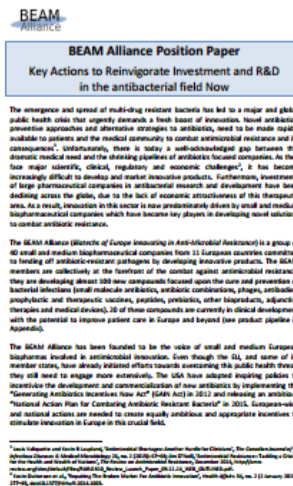 BEAM
Alliance
BEAM Alliance Position Paper
Key Actions to Reinvigorate Investment and R&D
in the antibacterial field Now
The emergence and spread of multi-drug resistant bacteria has led to a major and glob
public health crisis that urgently demands a fresh boost of innovation. Novel antibiotic
preventive approaches and alternative strategies to antibiotics, need to be made rapid
available to patients and the medical community to combat antimicrobial resistance and i
consequences. Unfortunately, there is today a well-acknowledged gap between th
dramatic medical need and the shrinking pipelines of antibiotics focused companies. As th
face major scientific, clinical, regulatory and economic challenges, it has becom
increasingly difficult to develop and market innovative products. Furthermore, investment
of large pharmaceutical companies in antibacterial research and development have bee
declining across the globe, due to the lack of economic attractiveness of this therapeut
area. As a result, innovation in this sector is now predominantly driven by small and mediu
biopharmaceutical companies which have become key players in developing novel solution
to combat antibiotic resistance.
The BEAM Alliance (Biotechs of Europe innovating in Anti-Microbial Resistance) is a group o
40 small and medium biopharmaceutical companies from 11 European countries committe
to fending off antibiotic-resistant pathogens by developing innovative products. The BEA
members are collectively at the forefront of the combat against antimicrobial resistanc
they are developing almost 100 new compounds focused upon the cure and prevention
bacterial infections (small molecule antibiotics, antibiotic combinations, phages, antibodie
prophylactic and therapeutic vaccines, peptides, prebiotics, other bioproducts, adjunctiv
therapies and medical devices). 20 of these compounds are currently in clinical developme
with the potential to improve patient care in Europe and beyond (see product pipeline i
Appendix).
The BEAM Alliance has been founded to be the voice of small and medium Europea
biopharmas involved in antimicrobial innovation. Even though the EU, and some of i
member states, have already initiated efforts towards overcoming this public health threa
they still need to engage more extensively. The USA have adopted inspiring policies t
incentivize the development and commercialization of new antibiotics by implementing th
"Generating Antibiotics Incentives Now Act" (GAIN Act) in 2012 and releasing an ambitiou
"National Action Plan for Combating Antibiotic Resistant Bacteria" in 2015. European-wid
and national actions are needed to create equally ambitious and appropriate incentives t
stimulate innovation in Europe in this crucial field.